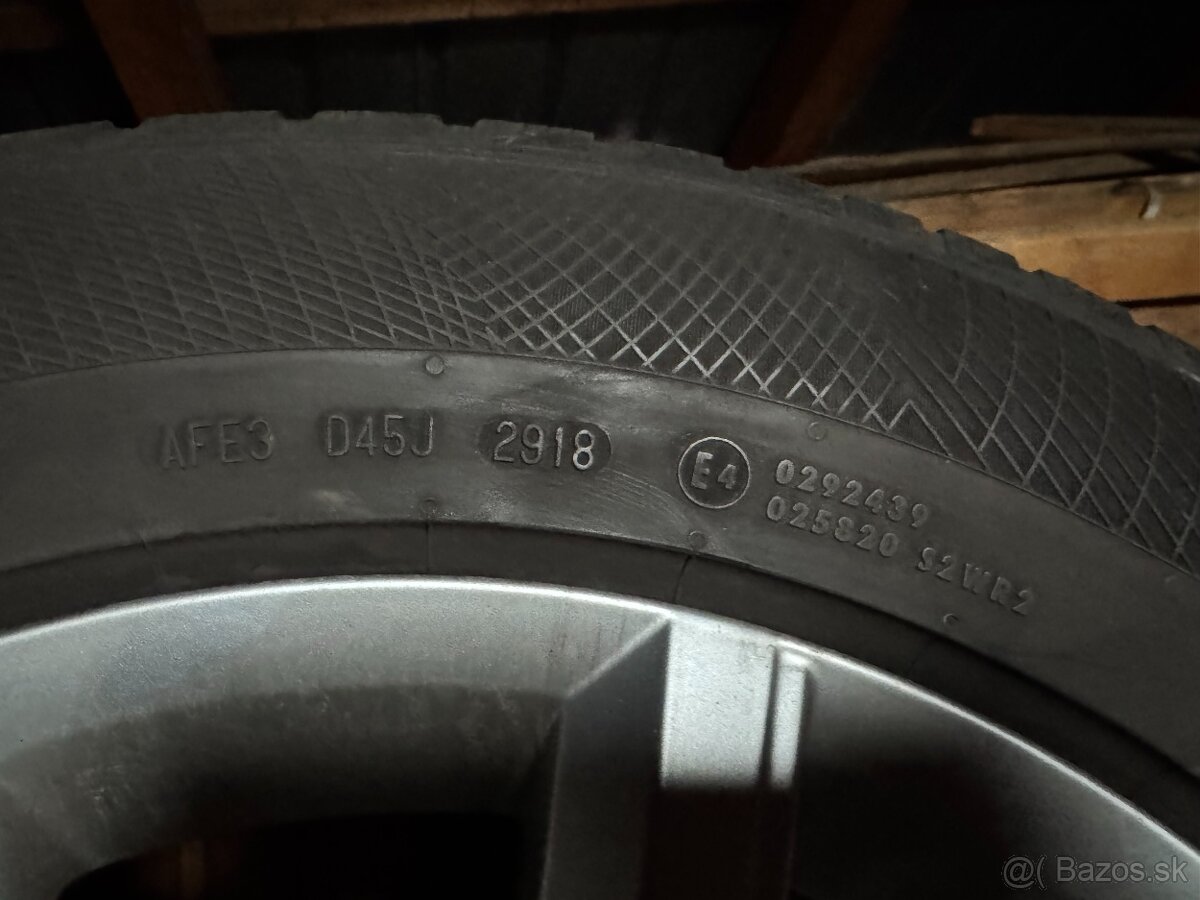 AFE3 D45J 2918 E4 0292439
025820 S2WR2
@( Bazos.sk